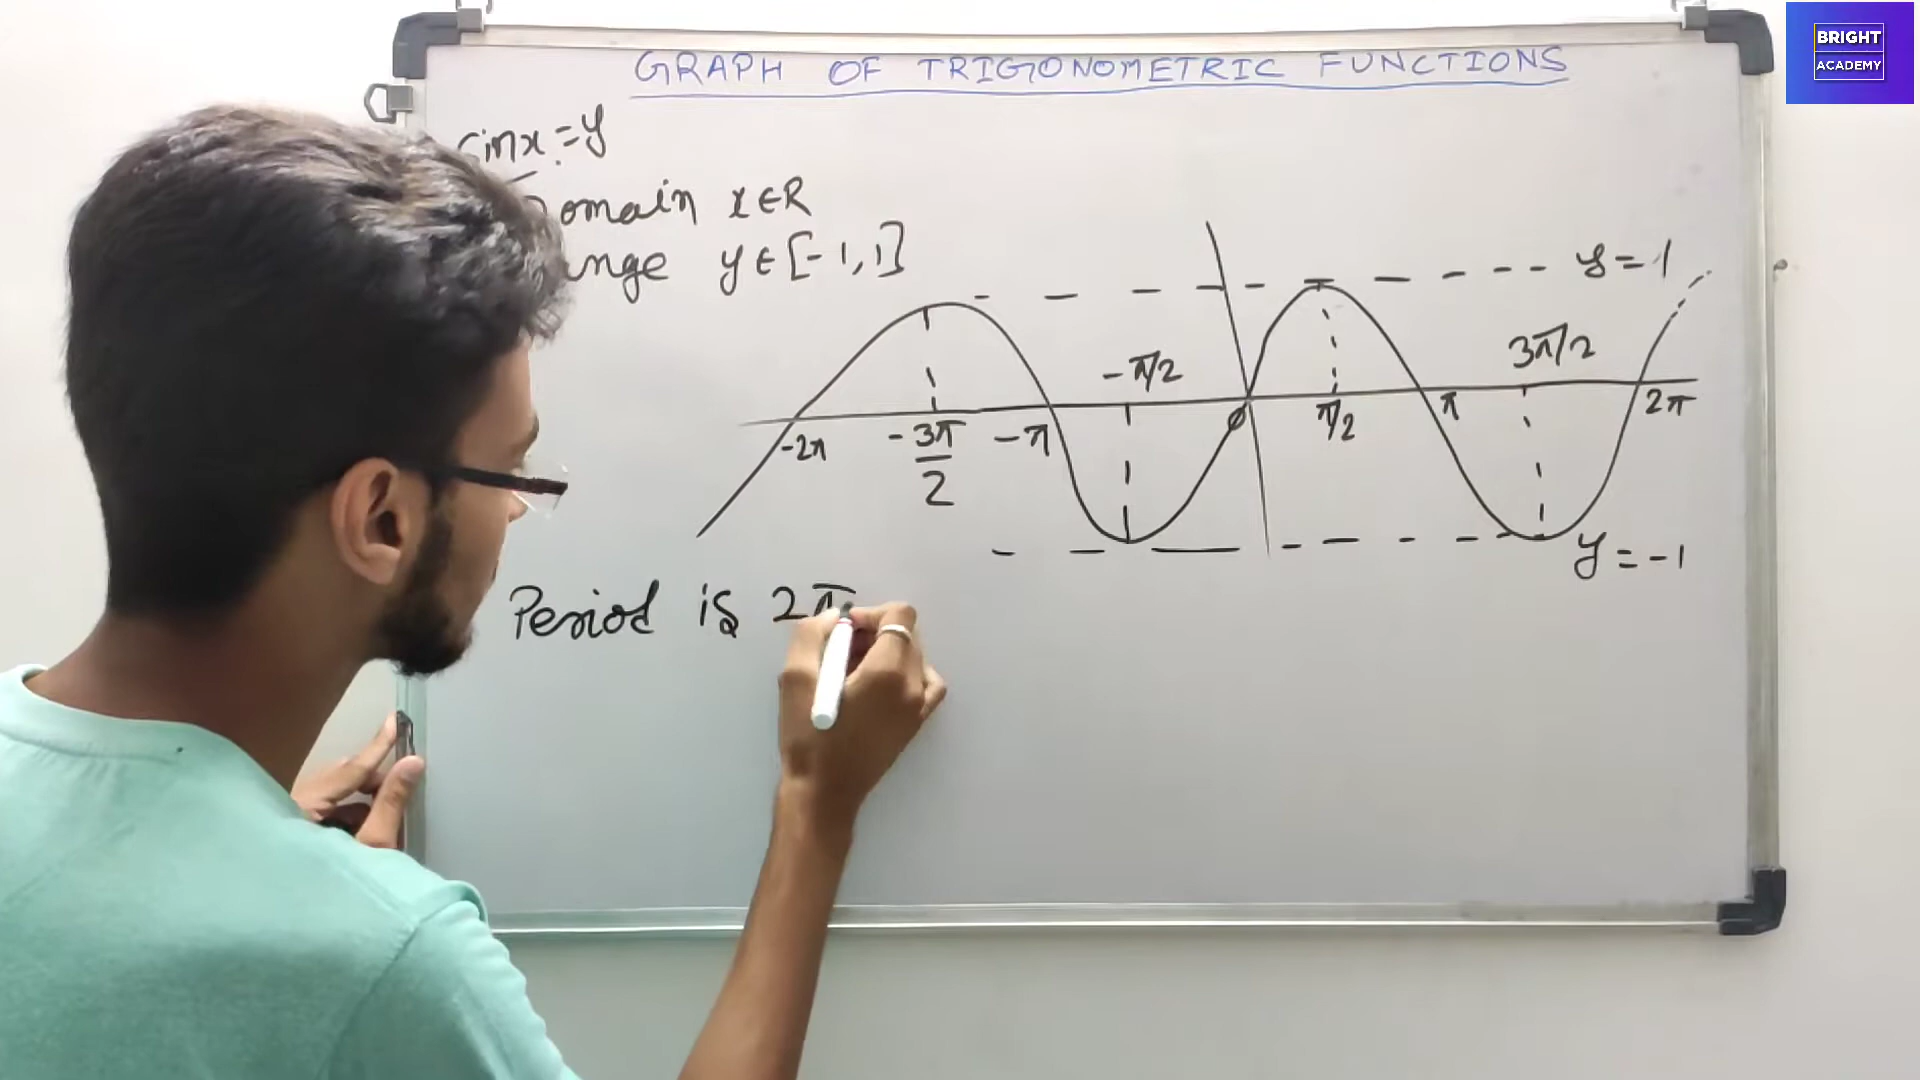 BRIGHT
ACADEMY
GRAPH OF TRIGONOMETRIC FUNCTIONS
sinx = y
Domain x∈R
ange y∈[-1,1]
y=1
-π/2
3π/2
-2π
-3π/2
-π
0
π/2
π
2π
y=-1
Period is 2π